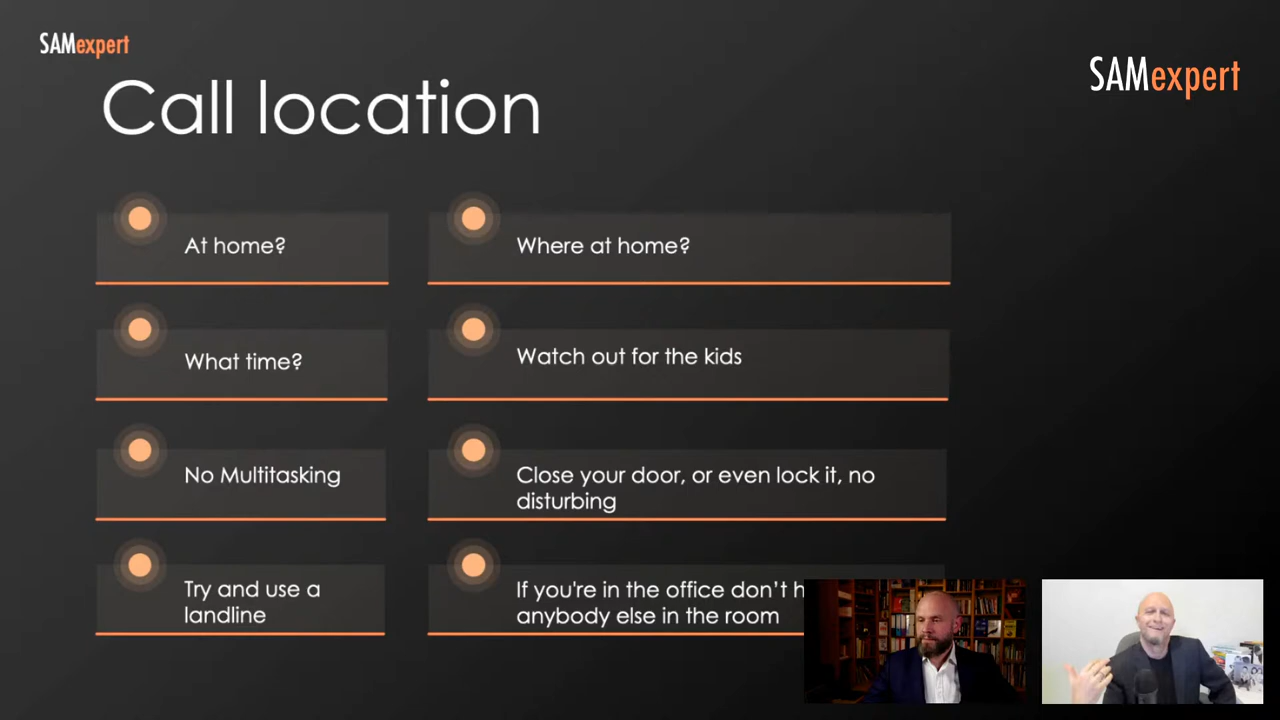 SAMexpert
SAMexpert
Call location
At home?
Where at home?
What time?
Watch out for the kids
No Multitasking
Close your door, or even lock it, no
disturbing
Try and use a
landline
If you're in the office don’t
anybody else in the room